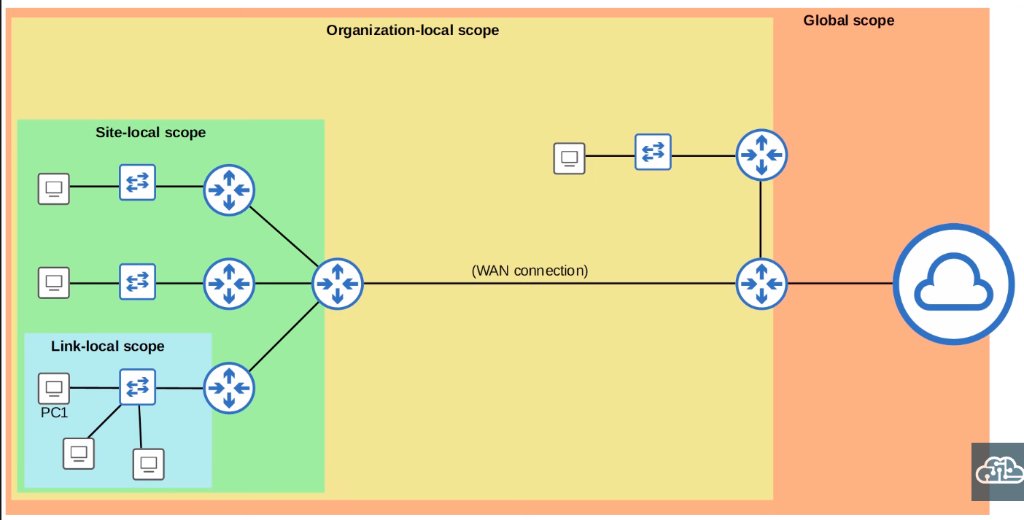 Organization-local scope
Global scope
Site-local scope
(WAN connection)
Link-local scope
PC1